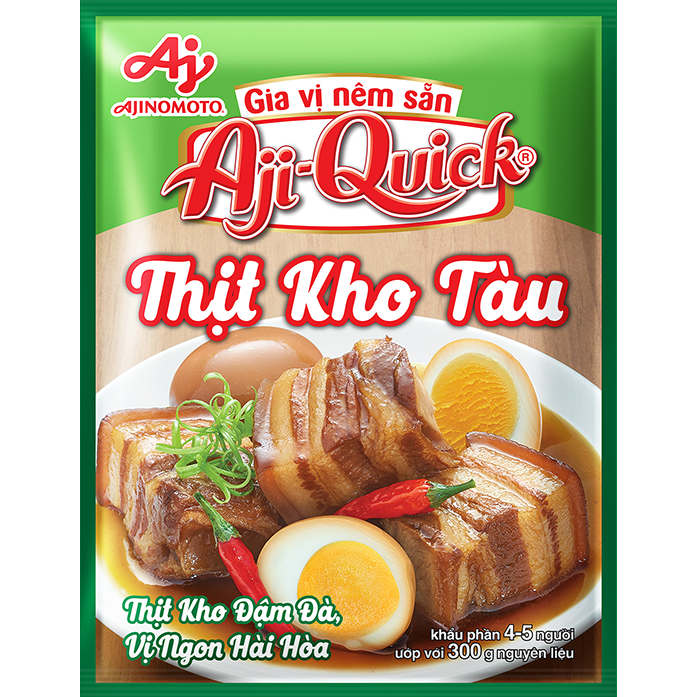 Aj
AJINOMOTO®
Gia vị nêm sẵn
Aji-Quick®
Thịt Kho Tàu
Thịt Kho Đậm Đà,
Vị Ngon Hài Hòa
khẩu phần 4-5 người
ướp với 300 g nguyên liệu